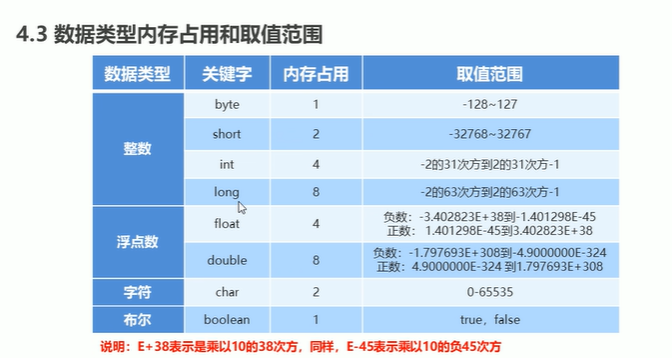 4.3 数据类型内存占用和取值范围
数据类型 关键字 内存占用 取值范围
整数 byte 1 -128~127
short 2 -32768~32767
int 4 -2的31次方到2的31次方-1
long 8 -2的63次方到2的63次方-1
浮点数 float 4 负数：-3.402823E+38到-1.401298E-45
正数： 1.401298E-45到3.402823E+38
double 8 负数：-1.797693E+308到-4.9000000E-324
正数：4.9000000E-324 到1.797693E+308
字符 char 2 0-65535
布尔 boolean 1 true，false
说明：E+38表示是乘以10的38次方，同样，E-45表示乘以10的负45次方